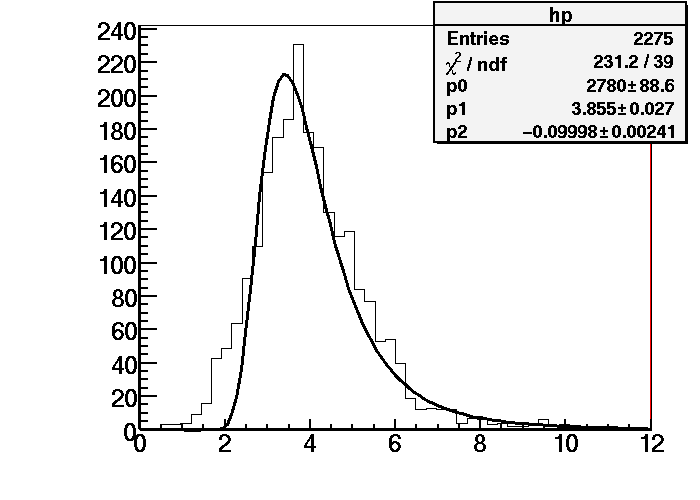 hp
Entries 2275
χ² / ndf 231.2 / 39
p0 2780± 88.6
p1 3.855± 0.027
p2 −0.09998± 0.00241
240
220
200
180
160
140
120
100
80
60
40
20
0
0 2 4 6 8 10 12